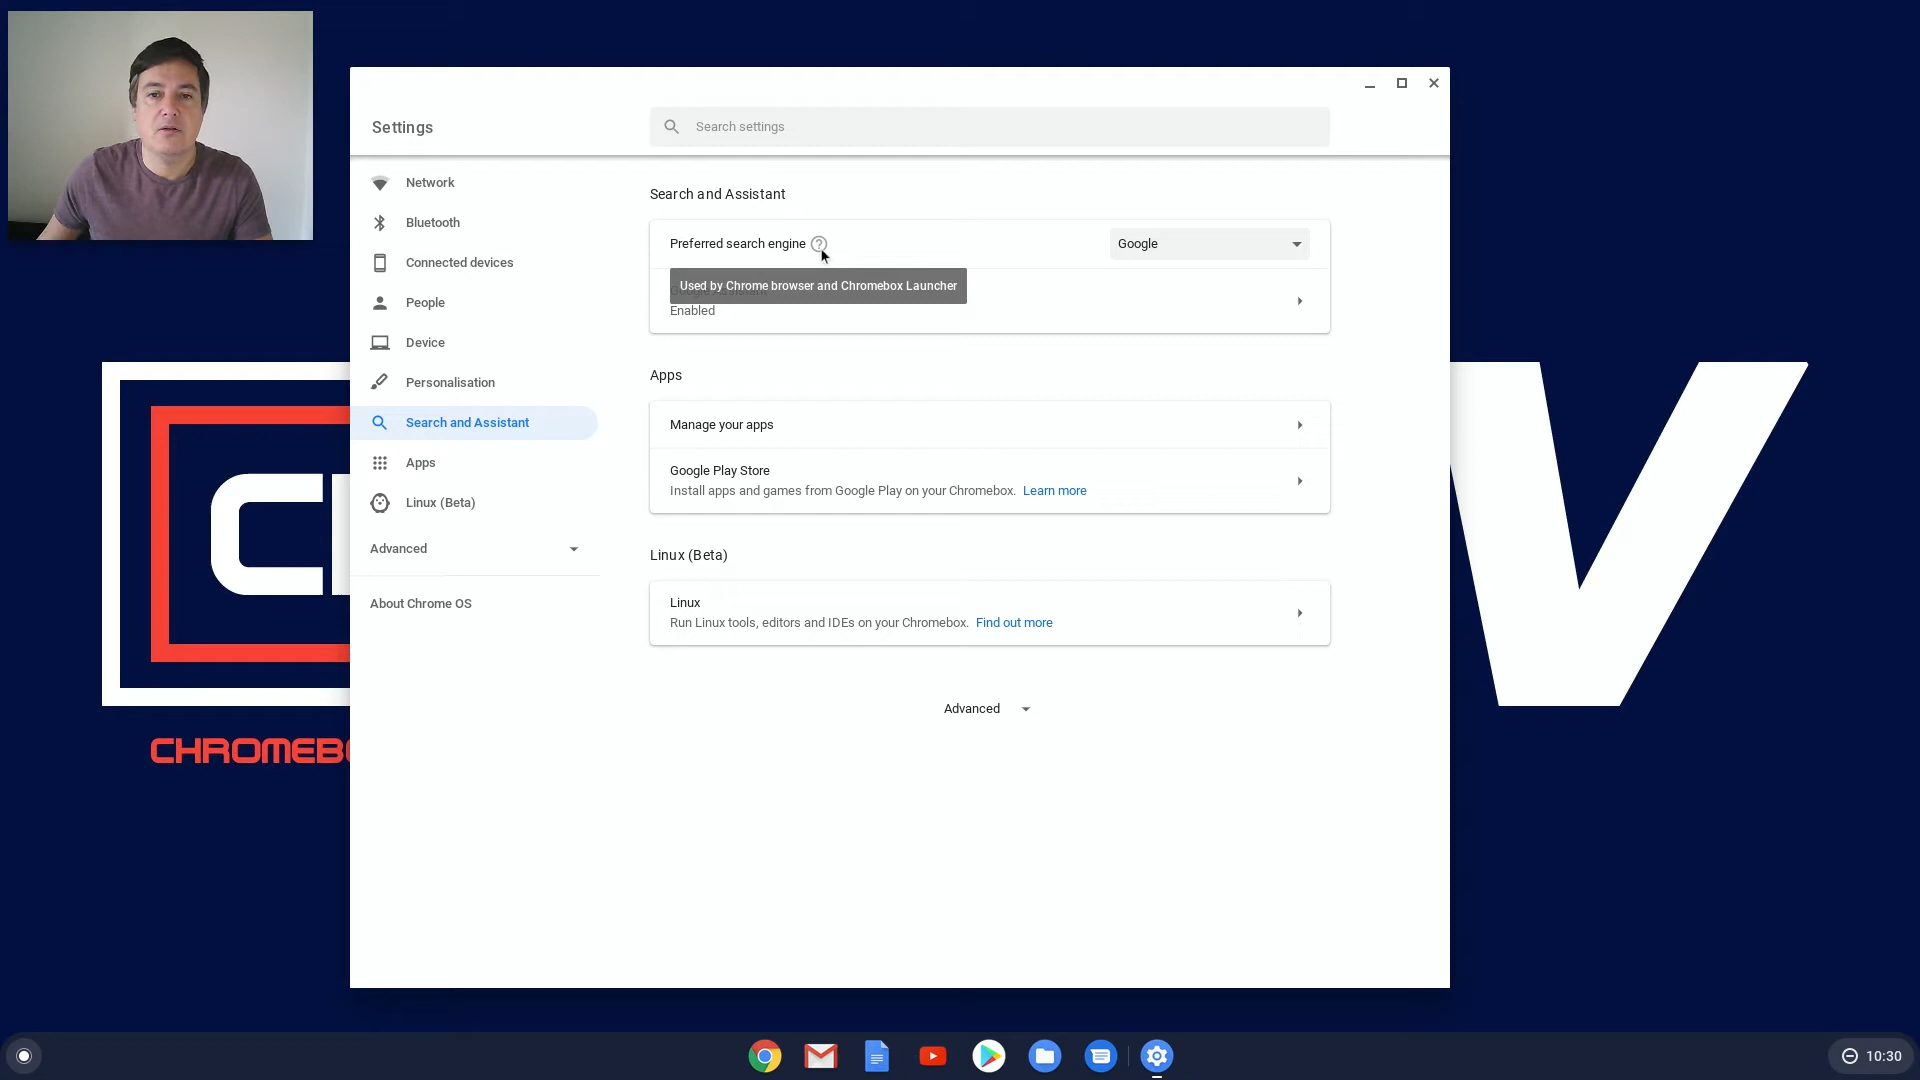 Settings
Search settings
Network
Bluetooth
Connected devices
People
Device
Personalisation
Search and Assistant
Apps
Linux (Beta)
Advanced
About Chrome OS
Search and Assistant
Preferred search engine
Google
Used by Chrome browser and Chromebox Launcher
Enabled
Apps
Manage your apps
Google Play Store
Install apps and games from Google Play on your Chromebox. Learn more
Linux (Beta)
Linux
Run Linux tools, editors and IDEs on your Chromebox. Find out more
Advanced
CHROMEB
10:30